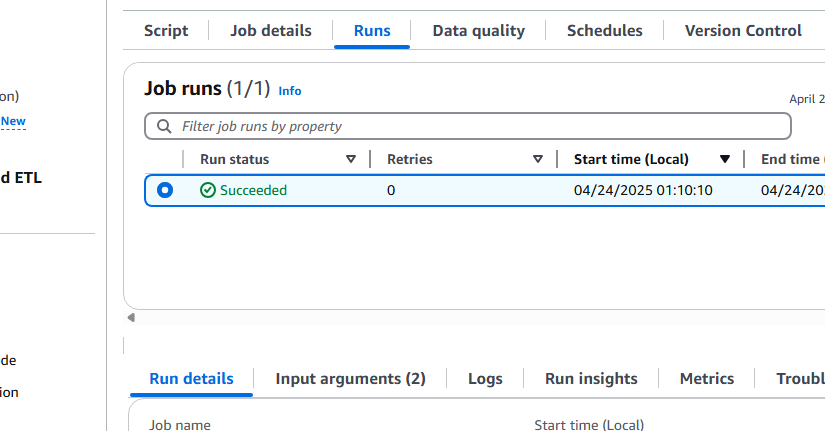 Script Job details Runs Data quality Schedules Version Control
on)
Job runs (1/1) Info
April 2
New
Filter job runs by property
Run status Retries Start time (Local) End time (
d ETL
Succeeded 0 04/24/2025 01:10:10 04/24/202
de
Run details Input arguments (2) Logs Run insights Metrics Troubl
ion
Job name Start time (Local)